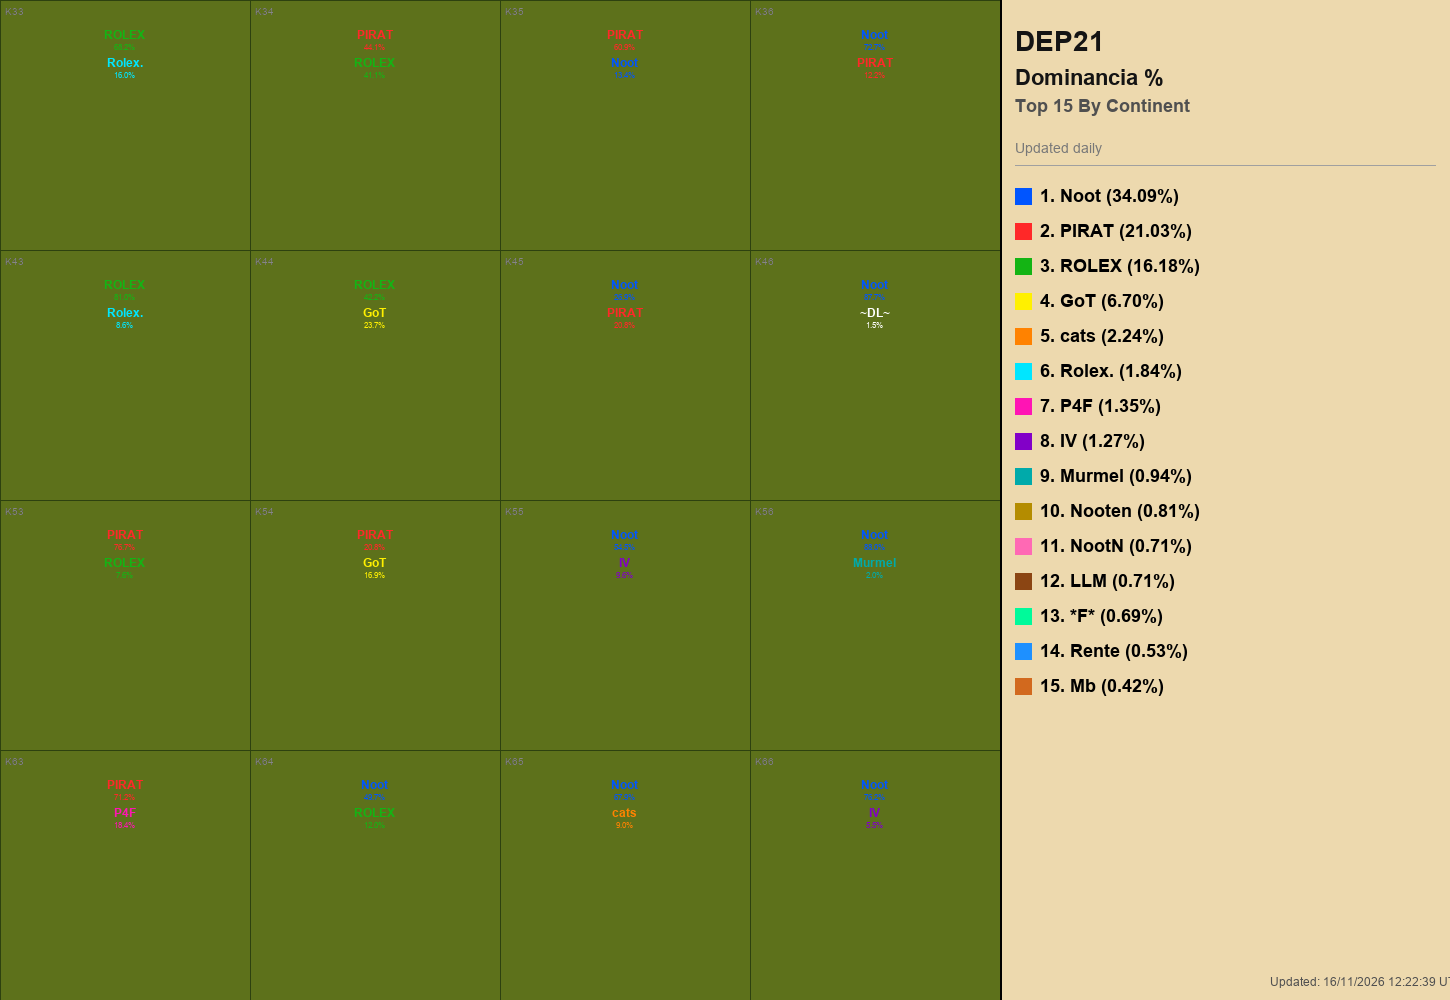 K33
ROLEX
Rolex.
16.0%
K34
PIRAT
ROLEX
K35
PIRAT
Noot
K36
Noot
PIRAT
K43
ROLEX
Rolex.
8.6%
K44
ROLEX
GoT
23.7%
K45
Noot
PIRAT
K46
Noot
~DL~
1.5%
K53
PIRAT
ROLEX
K54
PIRAT
GoT
16.9%
K55
Noot
IV
K56
Noot
Murmel
K63
PIRAT
P4F
K64
Noot
ROLEX
K65
Noot
cats
9.0%
K66
Noot
IV
5.5%
DEP21
Dominancia %
Top 15 By Continent
Updated daily
1. Noot (34.09%)
2. PIRAT (21.03%)
3. ROLEX (16.18%)
4. GoT (6.70%)
5. cats (2.24%)
6. Rolex. (1.84%)
7. P4F (1.35%)
8. IV (1.27%)
9. Murmel (0.94%)
10. Nooten (0.81%)
11. NootN (0.71%)
12. LLM (0.71%)
13. *F* (0.69%)
14. Rente (0.53%)
15. Mb (0.42%)
Updated: 16/11/2026 12:22:39